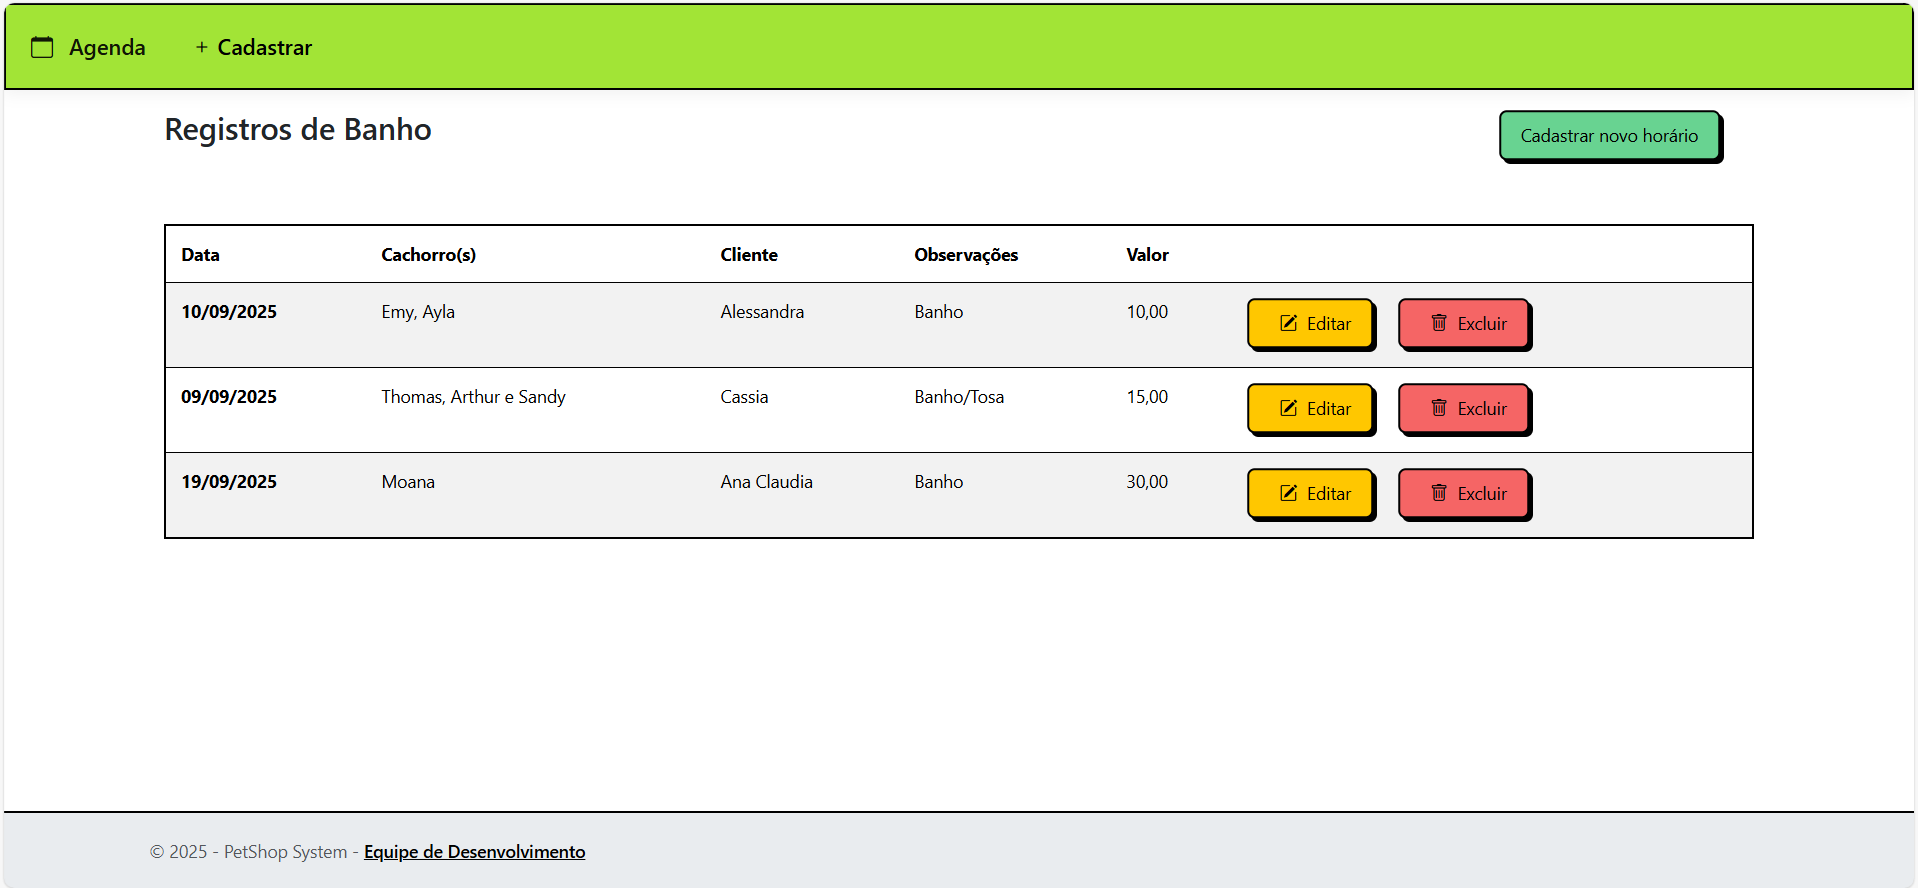 Agenda + Cadastrar
Registros de Banho
Cadastrar novo horário
Data Cachorro(s) Cliente Observações Valor
10/09/2025 Emy, Ayla Alessandra Banho 10,00 Editar Excluir
09/09/2025 Thomas, Arthur e Sandy Cassia Banho/Tosa 15,00 Editar Excluir
19/09/2025 Moana Ana Claudia Banho 30,00 Editar Excluir
© 2025 - PetShop System - Equipe de Desenvolvimento